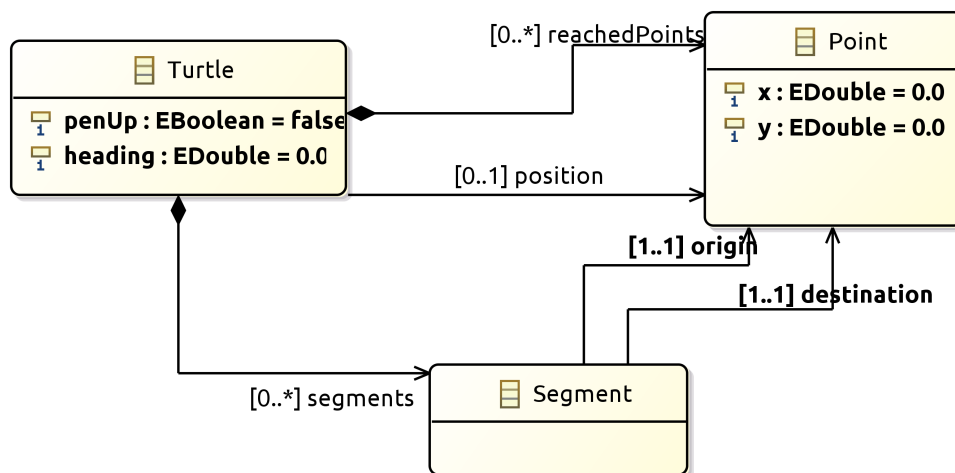 [0..*] reachedPoints
Turtle
penUp : EBoolean = false
heading : EDouble = 0.0
Point
x : EDouble = 0.0
y : EDouble = 0.0
[0..1] position
[1..1] origin
[1..1] destination
[0..*] segments
Segment